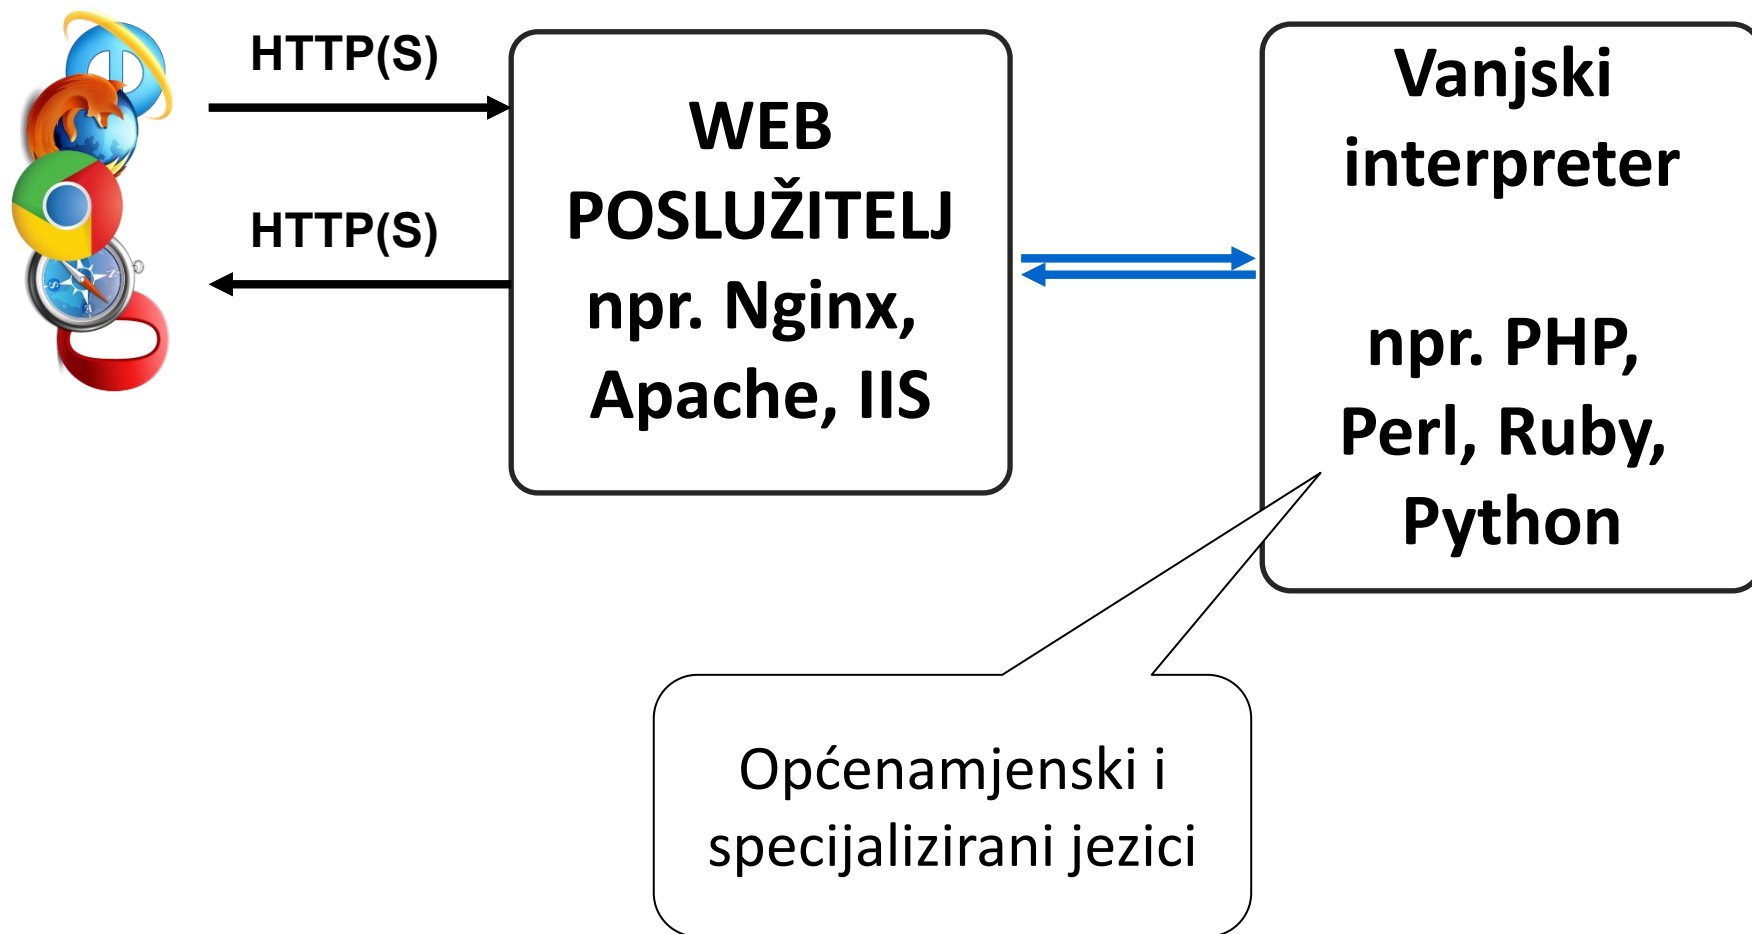 HTTP(S)
HTTP(S)
WEB
POSLUŽITELJ
npr. Nginx,
Apache, IIS
Vanjski
interpreter
npr. PHP,
Perl, Ruby,
Python
Općenamjenski i
specijalizirani jezici